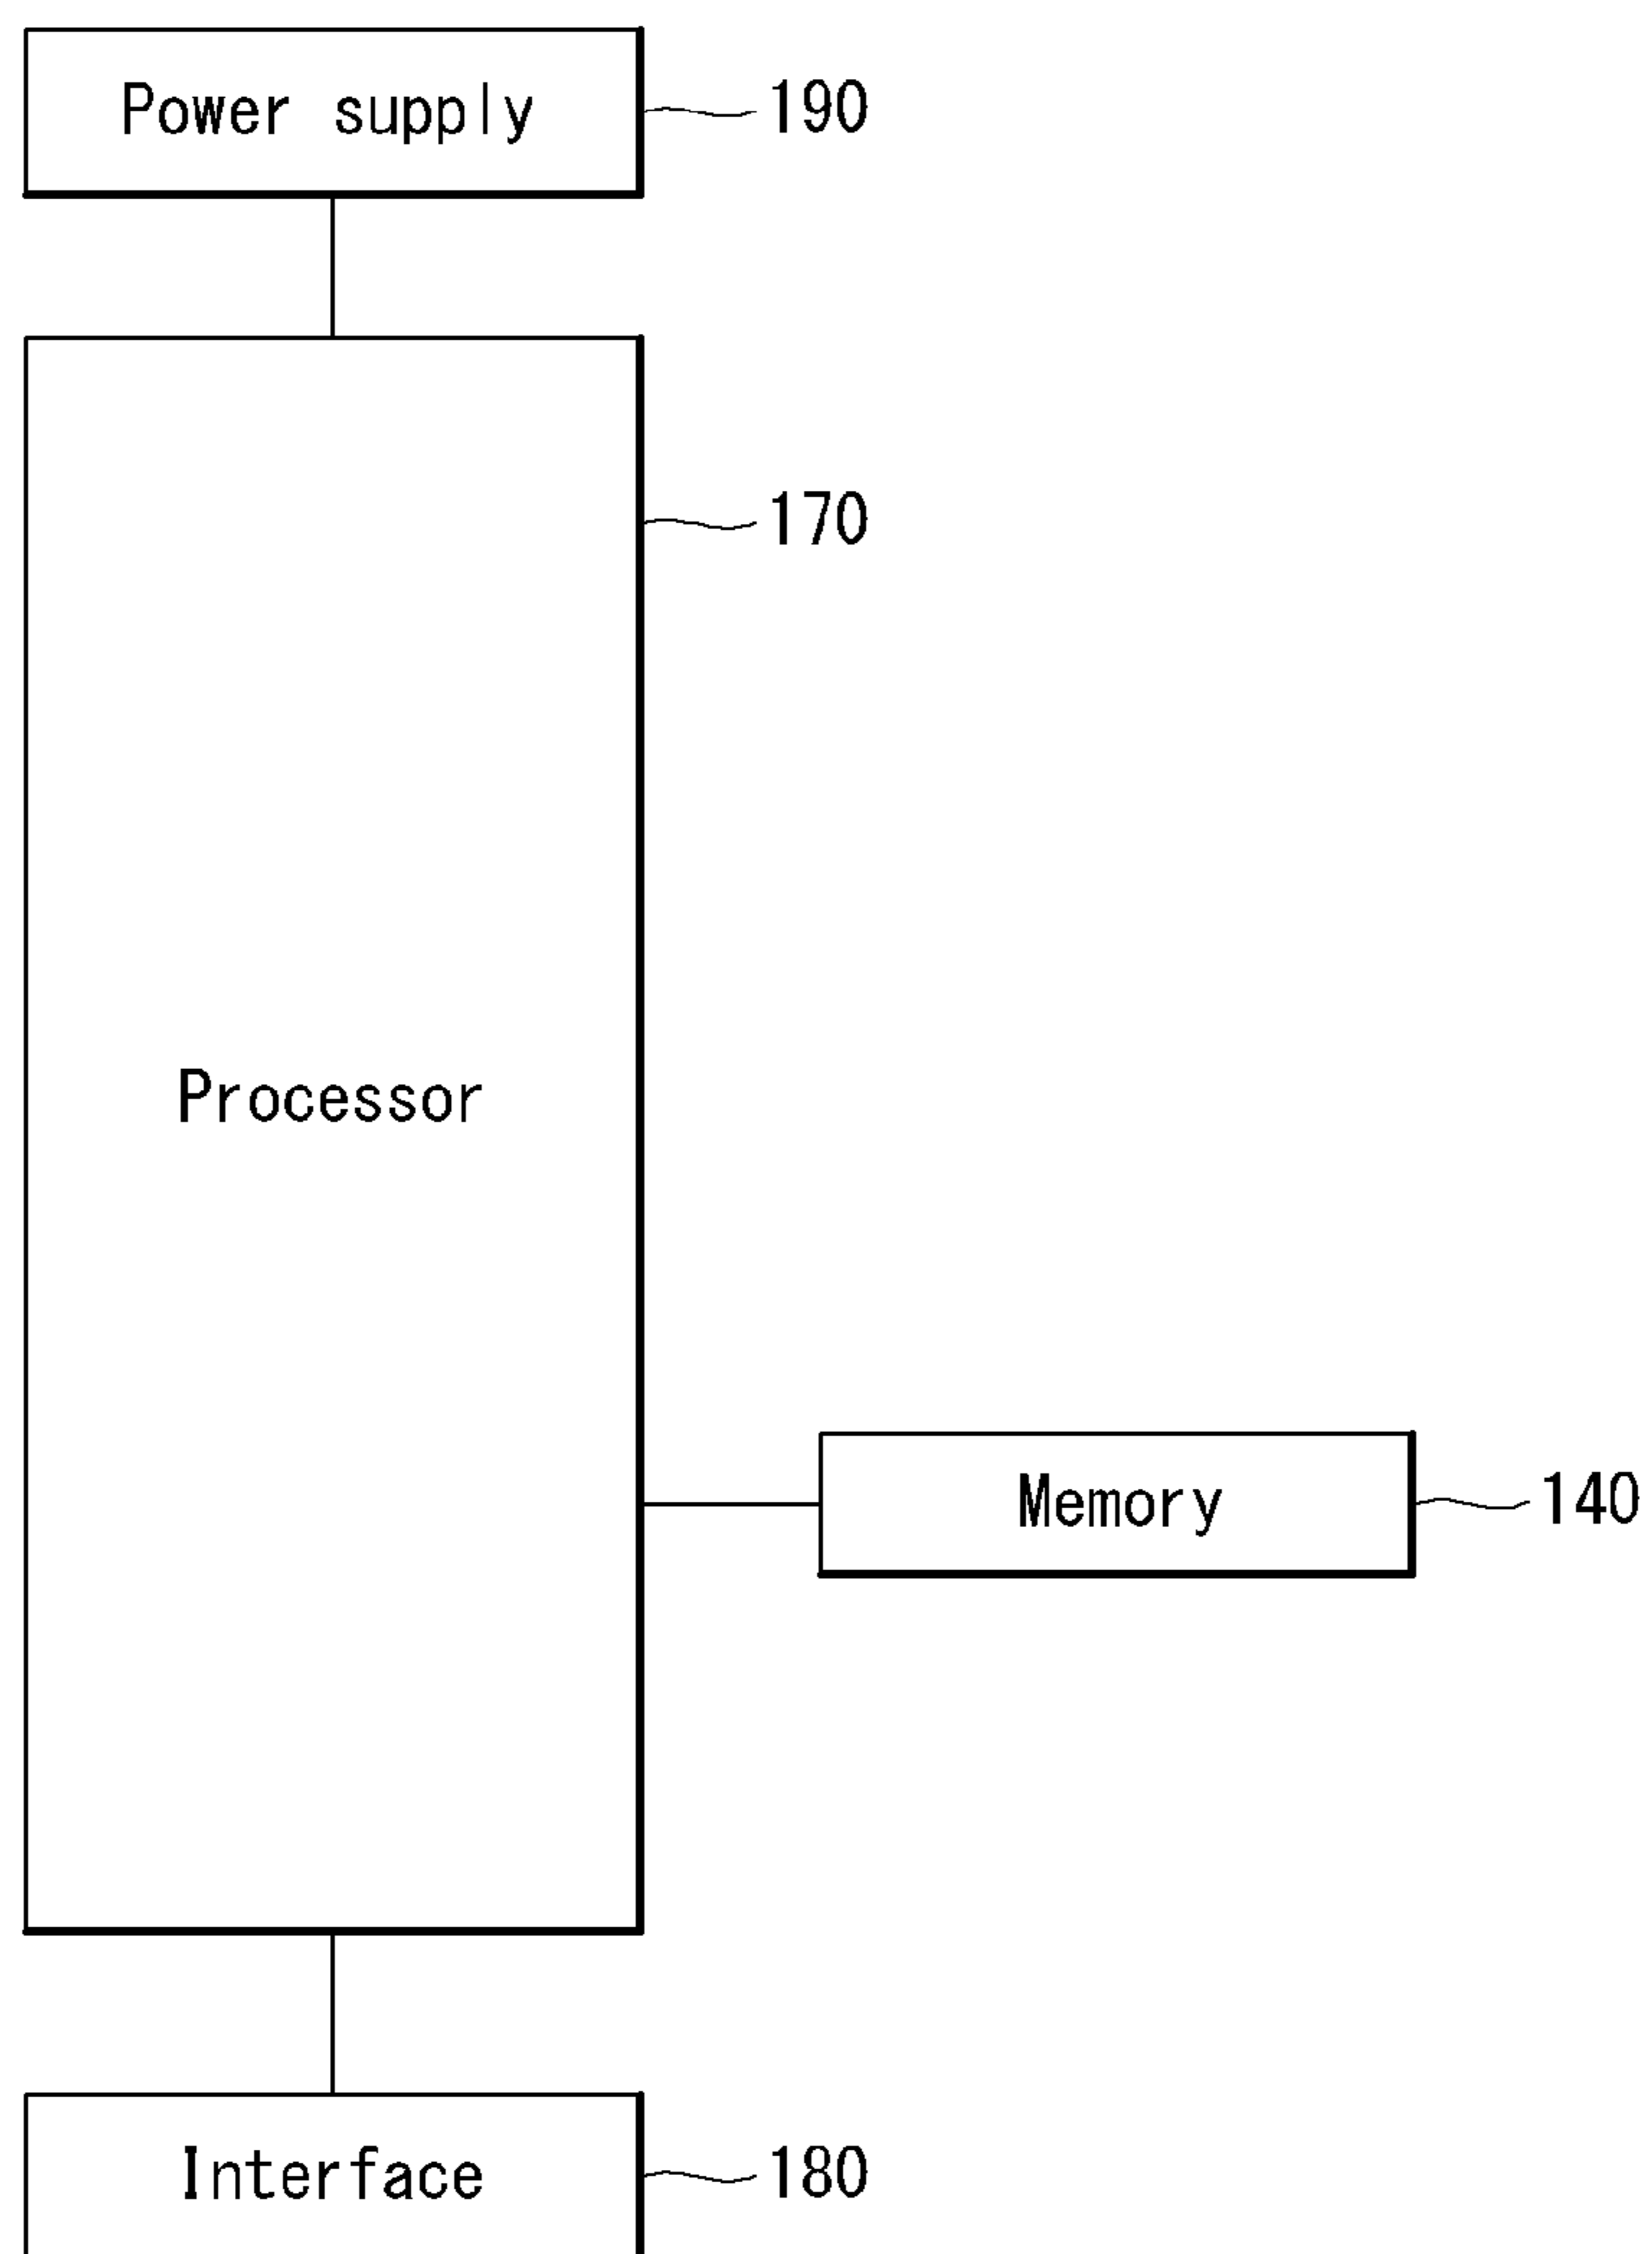 Power supply 190
170
Processor
Memory 140
Interface 180